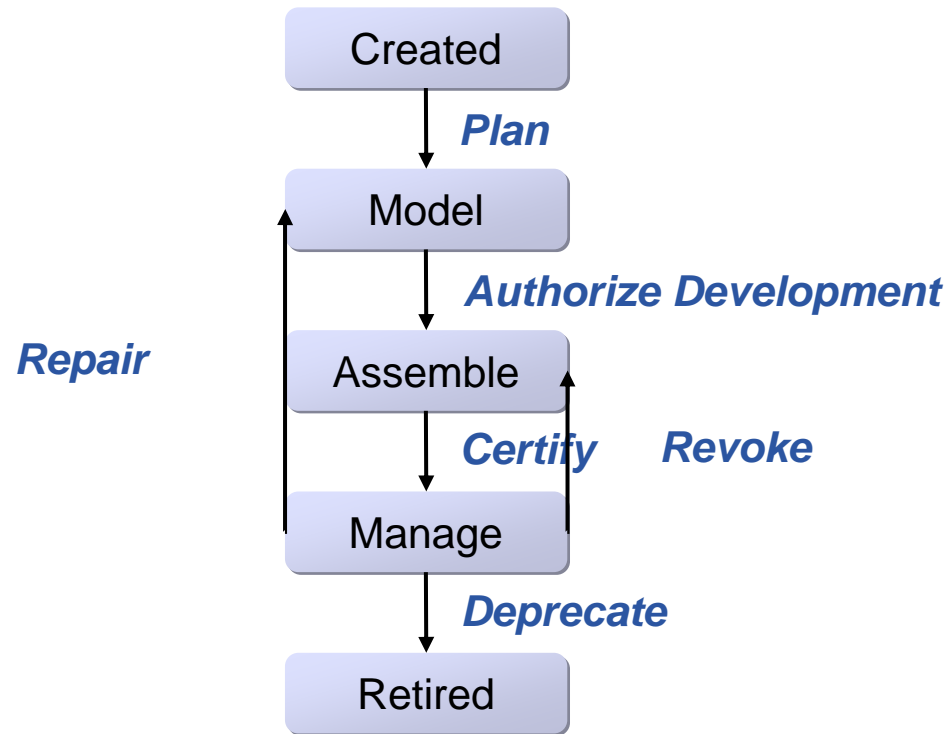 Created
Plan
Model
Authorize Development
Repair
Assemble
Certify
Revoke
Manage
Deprecate
Retired